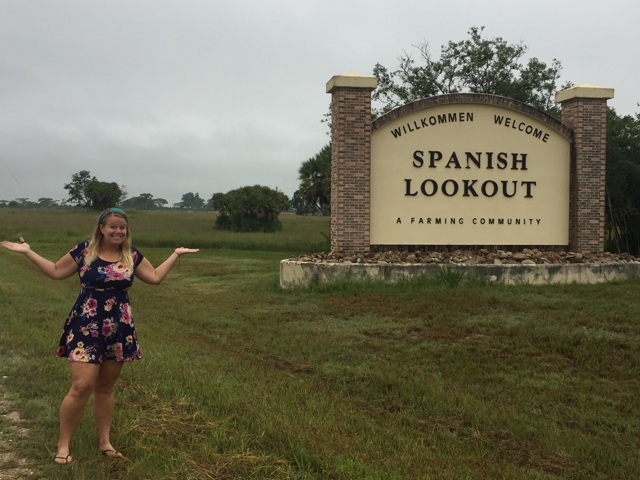 WILLKOMMEN WELCOME
SPANISH
LOOKOUT
A FARMING COMMUNITY